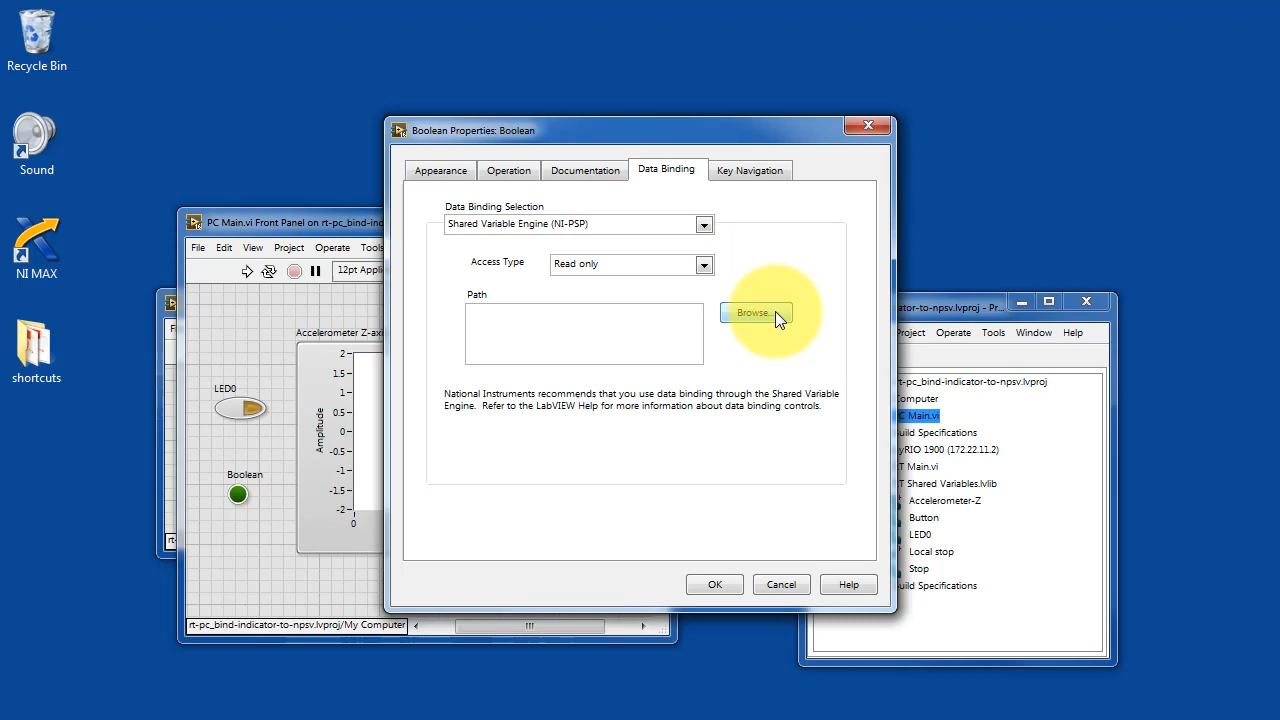 Recycle Bin
Sound
NI MAX
shortcuts
Boolean Properties: Boolean
Appearance
Operation
Documentation
Data Binding
Key Navigation
Data Binding Selection
Shared Variable Engine (NI-PSP)
Access Type
Read only
Path
Browse...
National Instruments recommends that you use data binding through the Shared Variable
Engine. Refer to the LabVIEW Help for more information about data binding controls.
OK
Cancel
Help
PC Main.vi Front Panel on rt-pc_bind-indi
File
Edit
View
Project
Operate
Tools
12pt Appli
Accelerometer Z-axi
LED0
Boolean
Amplitude
2
1.5
1
0.5
0
-0.5
-1
-1.5
-2
0
rt-pc_bind-indicator-to-npsv.lvproj/My Computer
icator-to-npsv.lvproj - Pr...
Project
Operate
Tools
Window
Help
rt-pc_bind-indicator-to-npsv.lvproj
Computer
PC Main.vi
uild Specifications
yRIO 1900 (172.22.11.2)
T Main.vi
T Shared Variables.lvlib
Accelerometer-Z
Button
LED0
Local stop
Stop
uild Specifications